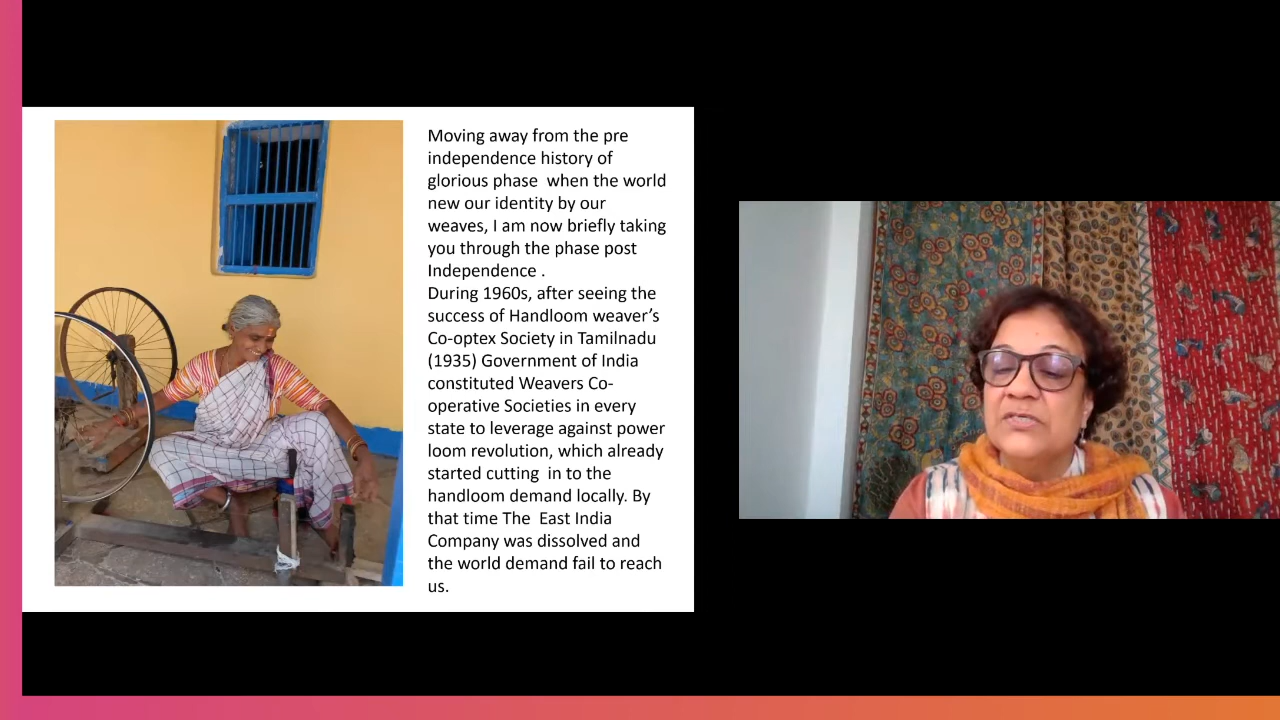 Moving away from the pre
independence history of
glorious phase  when the world
new our identity by our
weaves, I am now briefly taking
you through the phase post
Independence .
During 1960s, after seeing the
success of Handloom weaver’s
Co-optex Society in Tamilnadu
(1935) Government of India
constituted Weavers Co-
operative Societies in every
state to leverage against power
loom revolution, which already
started cutting  in to the
handloom demand locally. By
that time The  East India
Company was dissolved and
the world demand fail to reach
us.